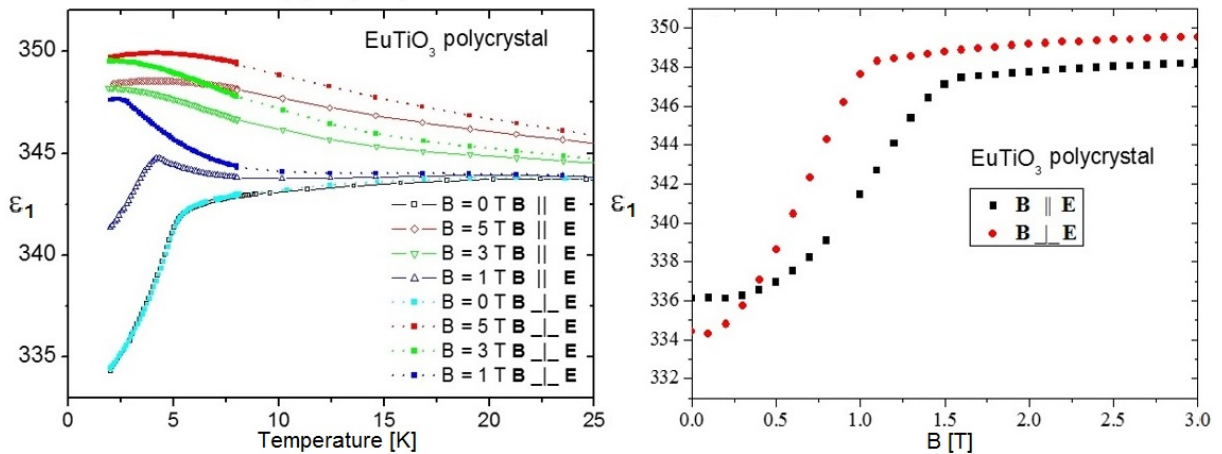 EuTiO₃ polycrystal
ε₁
350
345
340
335
B = 0 T B || E
B = 5 T B || E
B = 3 T B || E
B = 1 T B || E
B = 0 T B _|_ E
B = 5 T B _|_ E
B = 3 T B _|_ E
B = 1 T B _|_ E
0 5 10 15 20 25
Temperature [K]
350
348
346
344
342
340
338
336
334
332
ε₁
EuTiO₃ polycrystal
B || E
B _|_ E
0.0 0.5 1.0 1.5 2.0 2.5 3.0
B [T]